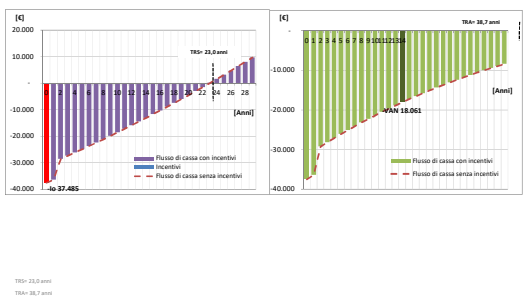 [€]
20.000
10.000
-
-10.000
-20.000
-30.000
-40.000
TRS= 23,0 anni
0 2 4 6 8 10 12 14 16 18 20 22 24 26 28
[Anni]
Flusso di cassa con incentivi
Incentivi
Flusso di cassa senza incentivi
-Io 37.485
[€]
TRA= 38,7 anni
-
-10.000
-20.000
-30.000
-40.000
0 1 2 3 4 5 6 7 8 9 10 11 12 13 14
[Anni]
-VAN 18.061
Flusso di cassa con incentivi
Flusso di cassa senza incentivi
TRS= 23,0 anni
TRA= 38,7 anni